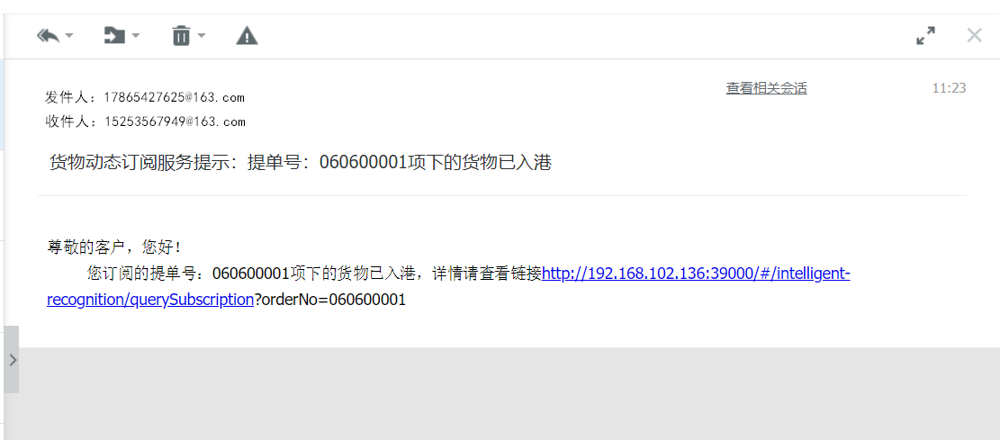 查看相关会话
11:23
发件人：17865427625@163.com
收件人：15253567949@163.com
货物动态订阅服务提示：提单号：060600001项下的货物已入港
尊敬的客户，您好！
您订阅的提单号：060600001项下的货物已入港，详情请查看链接http://192.168.102.136:39000/#/intelligent-
recognition/querySubscription?orderNo=060600001